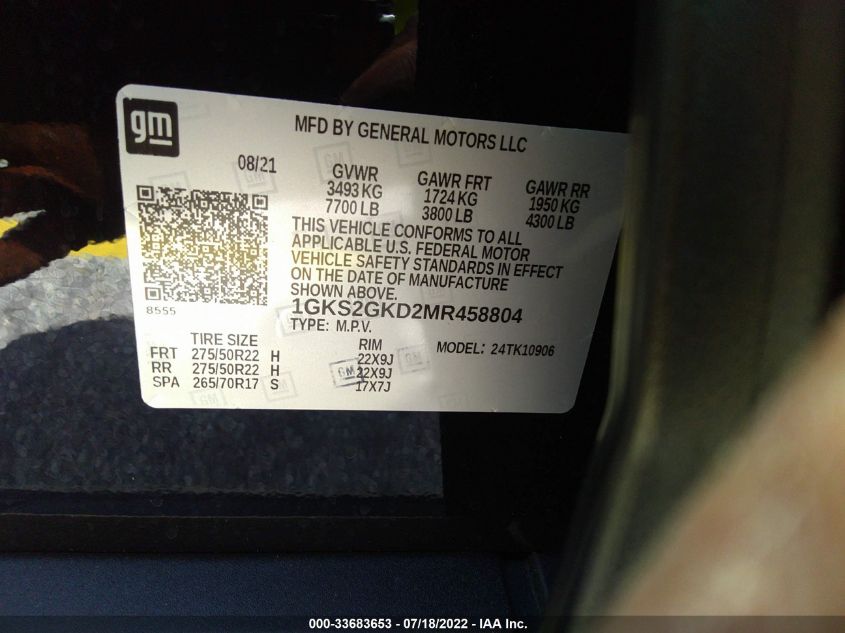 gm
MFD BY GENERAL MOTORS LLC
08/21
GVWR
3493 KG
7700 LB
GAWR FRT
1724 KG
3800 LB
GAWR RR
1950 KG
4300 LB
THIS VEHICLE CONFORMS TO ALL
APPLICABLE U.S. FEDERAL MOTOR
VEHICLE SAFETY STANDARDS IN EFFECT
ON THE DATE OF MANUFACTURE
SHOWN ABOVE.
8555
1GKS2GKD2MR458804
TYPE: M.P.V.
MODEL: 24TK10906
TIRE SIZE
RIM
FRT 275/50R22 H 22X9J
RR 275/50R22 H 22X9J
SPA 265/70R17 S 17X7J
000-33683653 - 07/18/2022 - IAA Inc.